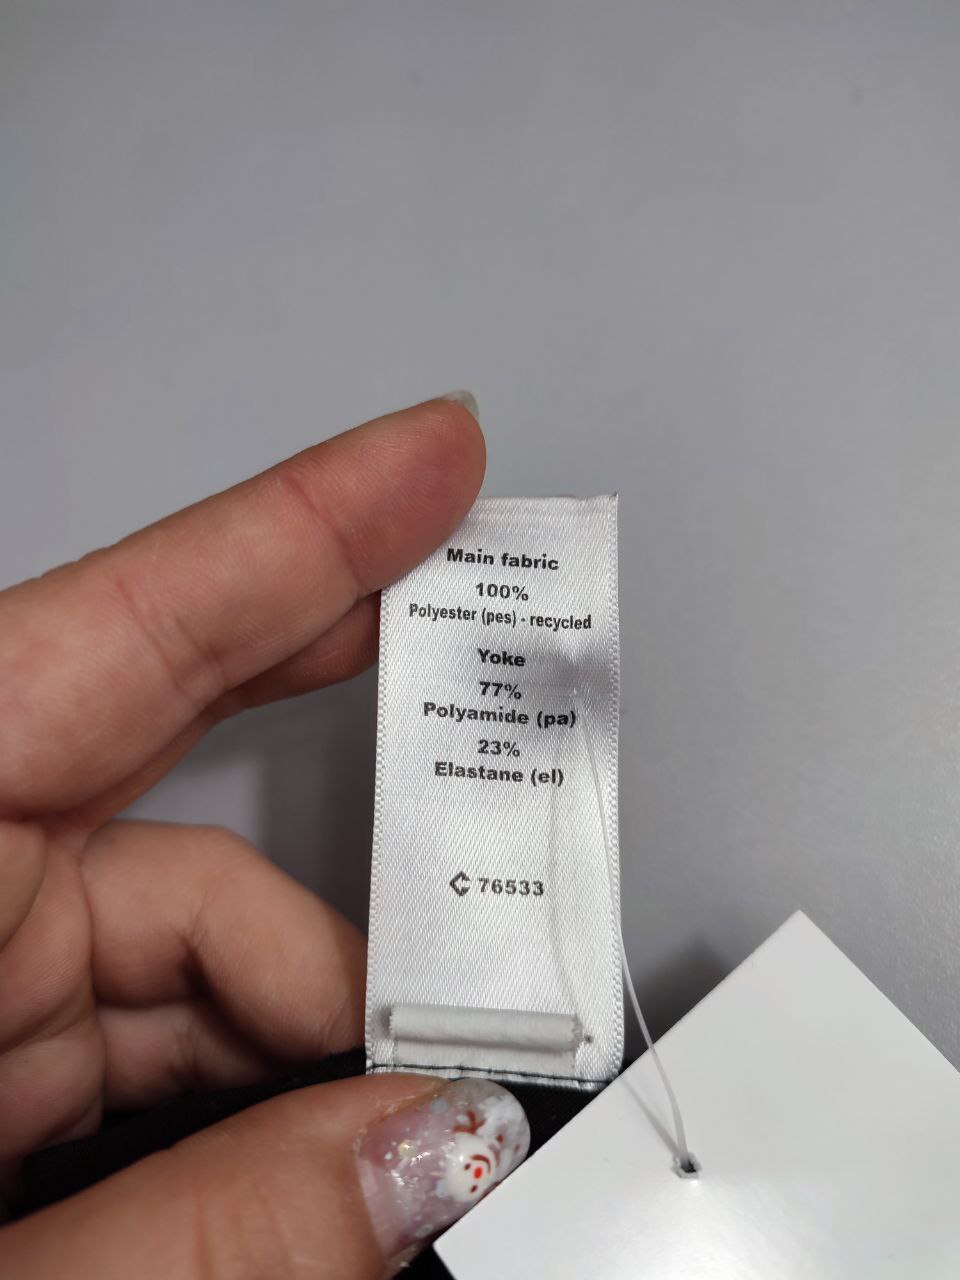 Main fabric
100%
Polyester (pes) - recycled
Yoke
77%
Polyamide (pa)
23%
Elastane (el)
76533